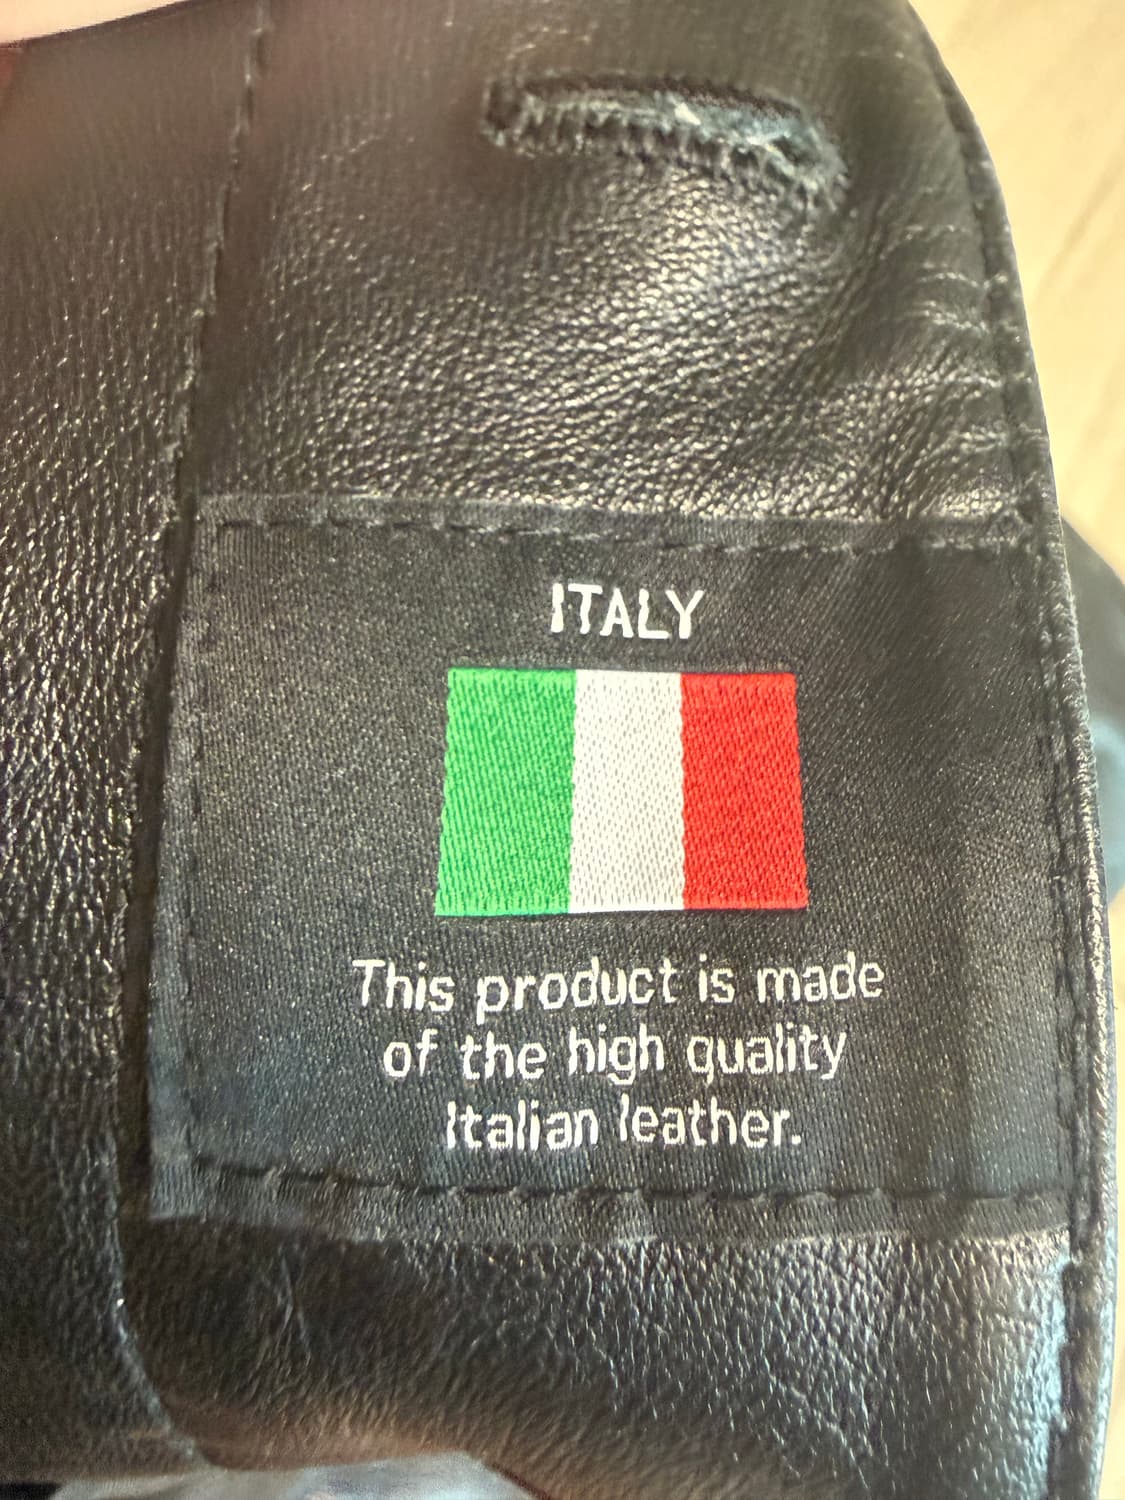 ITALY
This product is made
of the high quality
Italian leather.